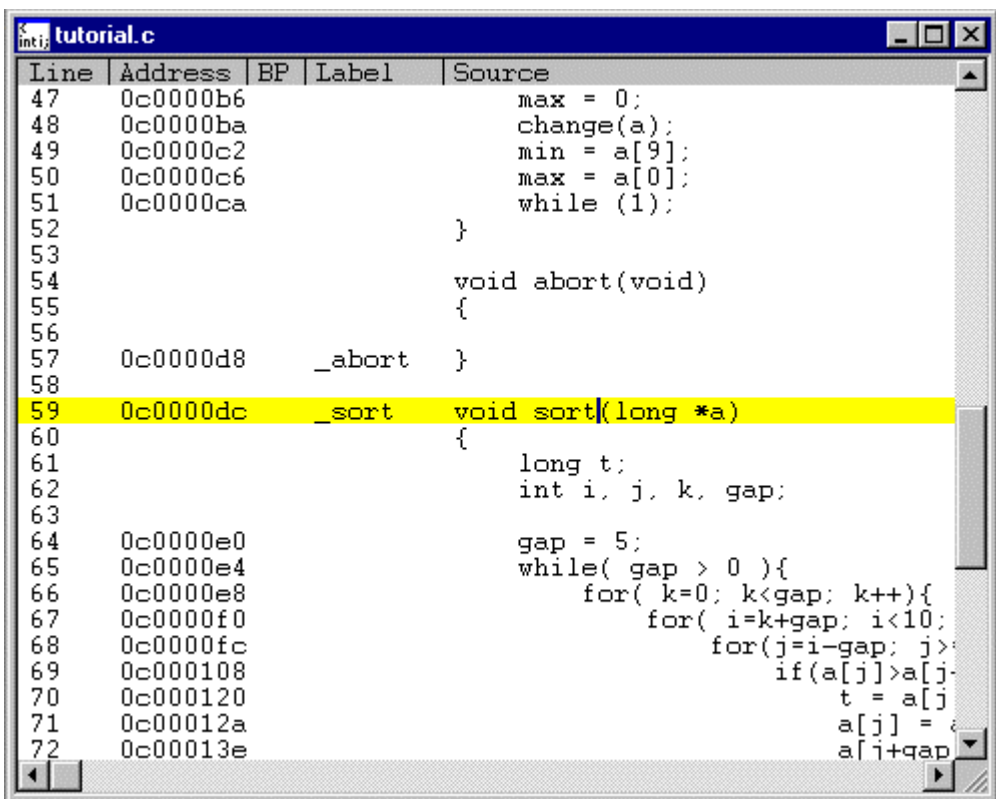 tutorial.c
Line Address BP Label Source
47 0c0000b6 max = 0;
48 0c0000ba change(a);
49 0c0000c2 min = a[9];
50 0c0000c6 max = a[0];
51 0c0000ca while (1);
52 }
53
54 void abort(void)
55 {
56
57 0c0000d8 _abort }
58
59 0c0000dc _sort void sort(long *a)
60 {
61 long t;
62 int i, j, k, gap;
63
64 0c0000e0 gap = 5;
65 0c0000e4 while( gap > 0 ){
66 0c0000e8 for( k=0; k<gap; k++){
67 0c0000f0 for( i=k+gap; i<10;
68 0c0000fc for(j=i-gap; j>
69 0c000108 if(a[j]>a[j
70 0c000120 t = a[j
71 0c00012a a[j] =
72 0c00013e a[j+gap